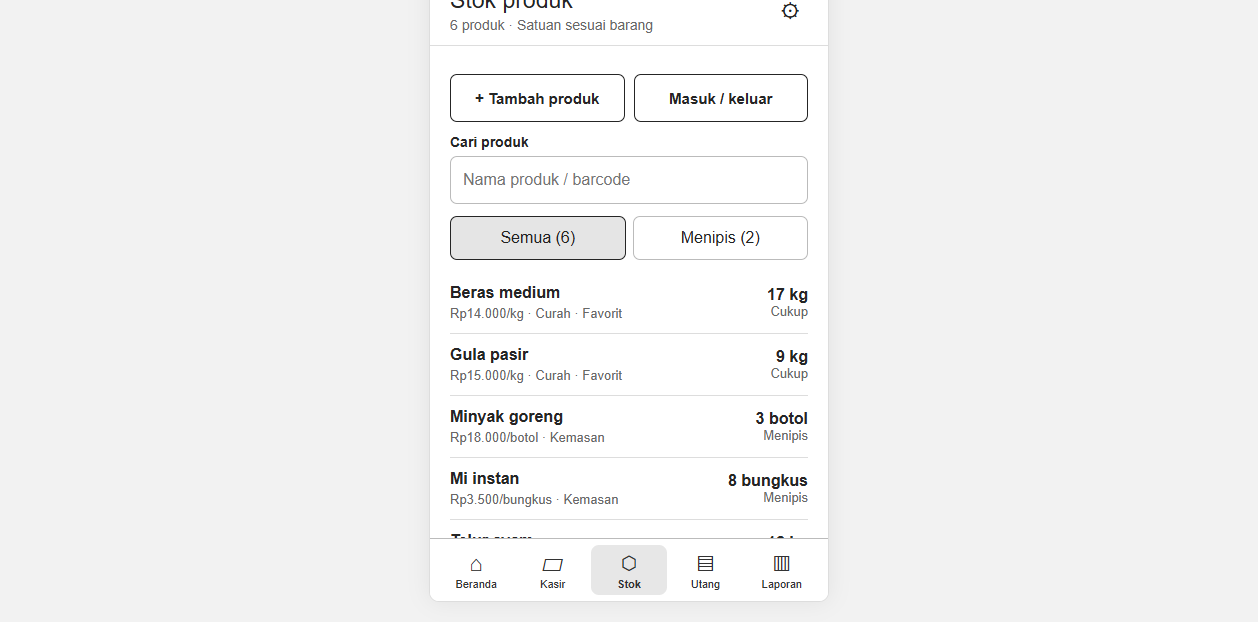 Stok produk
6 produk · Satuan sesuai barang
+ Tambah produk
Masuk / keluar
Cari produk
Nama produk / barcode
Semua (6)
Menipis (2)
Beras medium
17 kg
Rp14.000/kg · Curah · Favorit
Cukup
Gula pasir
9 kg
Rp15.000/kg · Curah · Favorit
Cukup
Minyak goreng
3 botol
Rp18.000/botol · Kemasan
Menipis
Mi instan
8 bungkus
Rp3.500/bungkus · Kemasan
Menipis
Telur ayam
Beranda
Kasir
Stok
Utang
Laporan